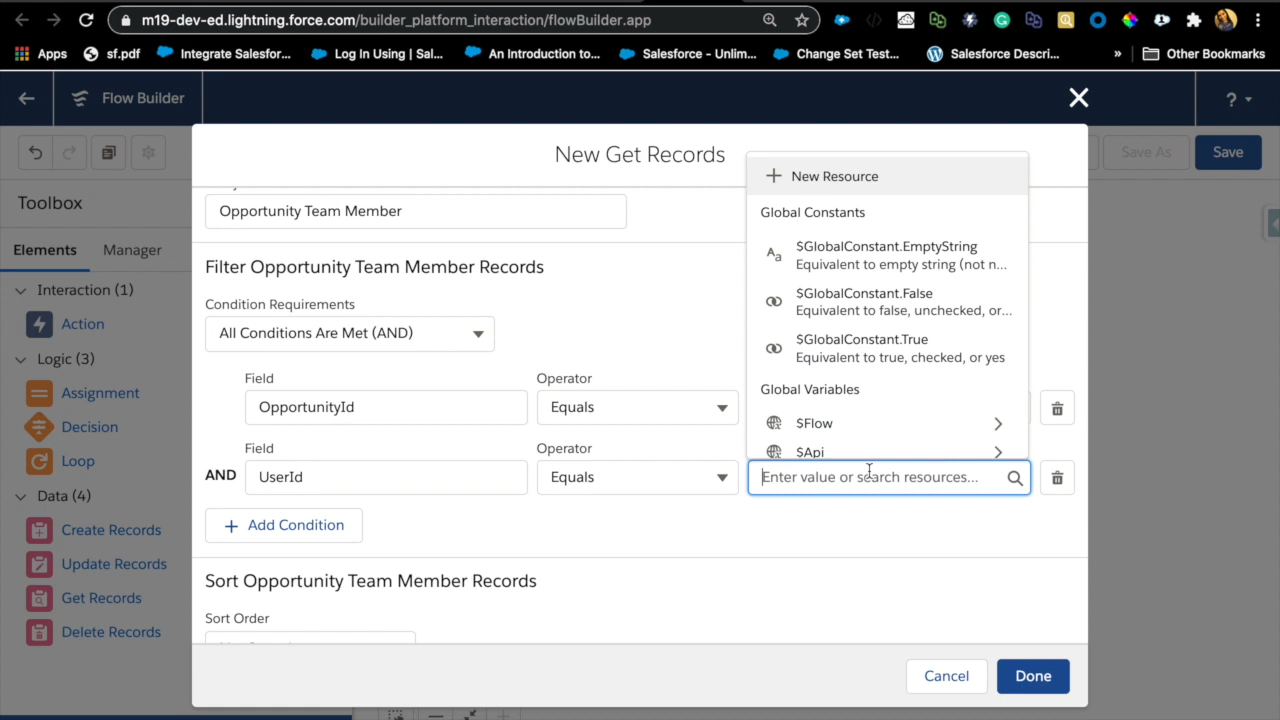 m19-dev-ed.lightning.force.com/builder_platform_interaction/flowBuilder.app
Apps
sf.pdf
Integrate Salesfor...
Log In Using | Sal...
An Introduction to...
Salesforce – Unlim...
Change Set Test...
Salesforce Descri...
»
Other Bookmarks
Flow Builder
?
Save As
Save
New Get Records
Toolbox
Elements
Manager
Interaction (1)
Action
Logic (3)
Assignment
Decision
Loop
Data (4)
Create Records
Update Records
Get Records
Delete Records
Opportunity Team Member
Filter Opportunity Team Member Records
Condition Requirements
All Conditions Are Met (AND)
Field
Operator
OpportunityId
Equals
Field
Operator
AND
UserId
Equals
Enter value or search resources...
+ New Resource
Global Constants
Aa
$GlobalConstant.EmptyString
Equivalent to empty string (not n...
$GlobalConstant.False
Equivalent to false, unchecked, or...
$GlobalConstant.True
Equivalent to true, checked, or yes
Global Variables
$Flow
$Api
+ Add Condition
Sort Opportunity Team Member Records
Sort Order
Cancel
Done